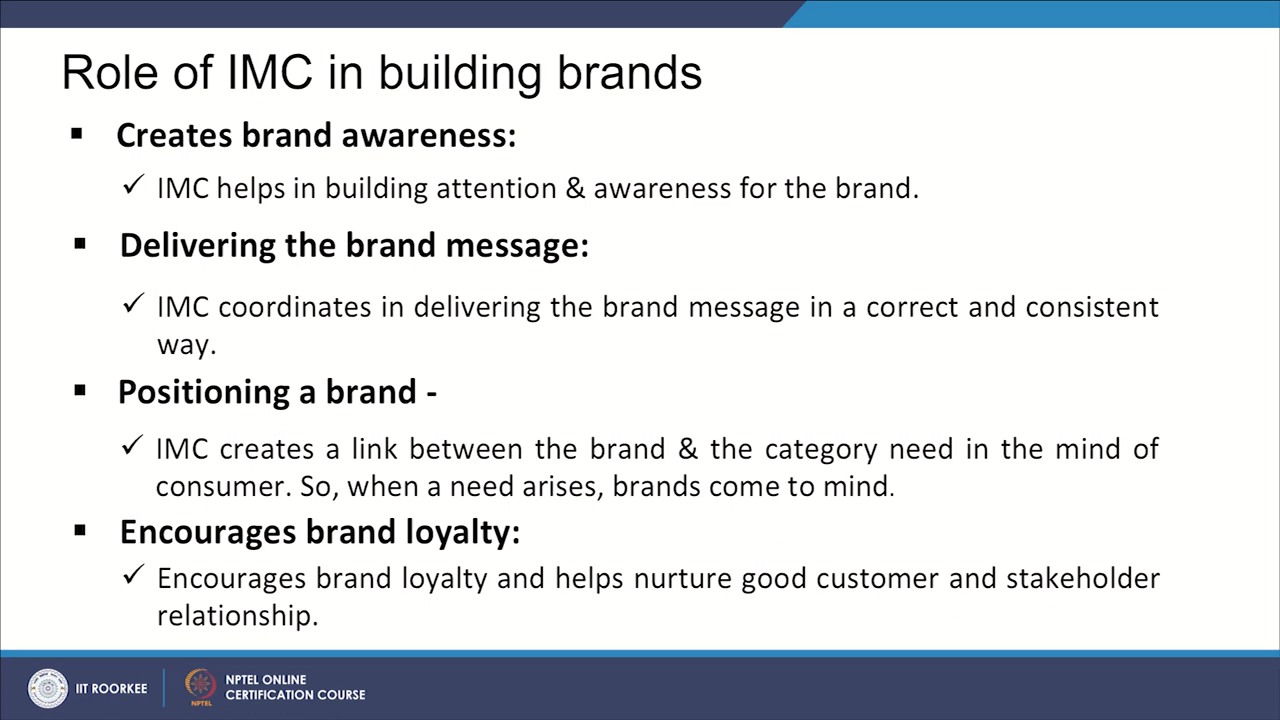 Role of IMC in building brands
▪ Creates brand awareness:
✓ IMC helps in building attention & awareness for the brand.
▪ Delivering the brand message:
✓ IMC coordinates in delivering the brand message in a correct and consistent
way.
▪ Positioning a brand -
✓ IMC creates a link between the brand & the category need in the mind of
consumer. So, when a need arises, brands come to mind.
▪ Encourages brand loyalty:
✓ Encourages brand loyalty and helps nurture good customer and stakeholder
relationship.
IIT ROORKEE
NPTEL
NPTEL ONLINE
CERTIFICATION COURSE